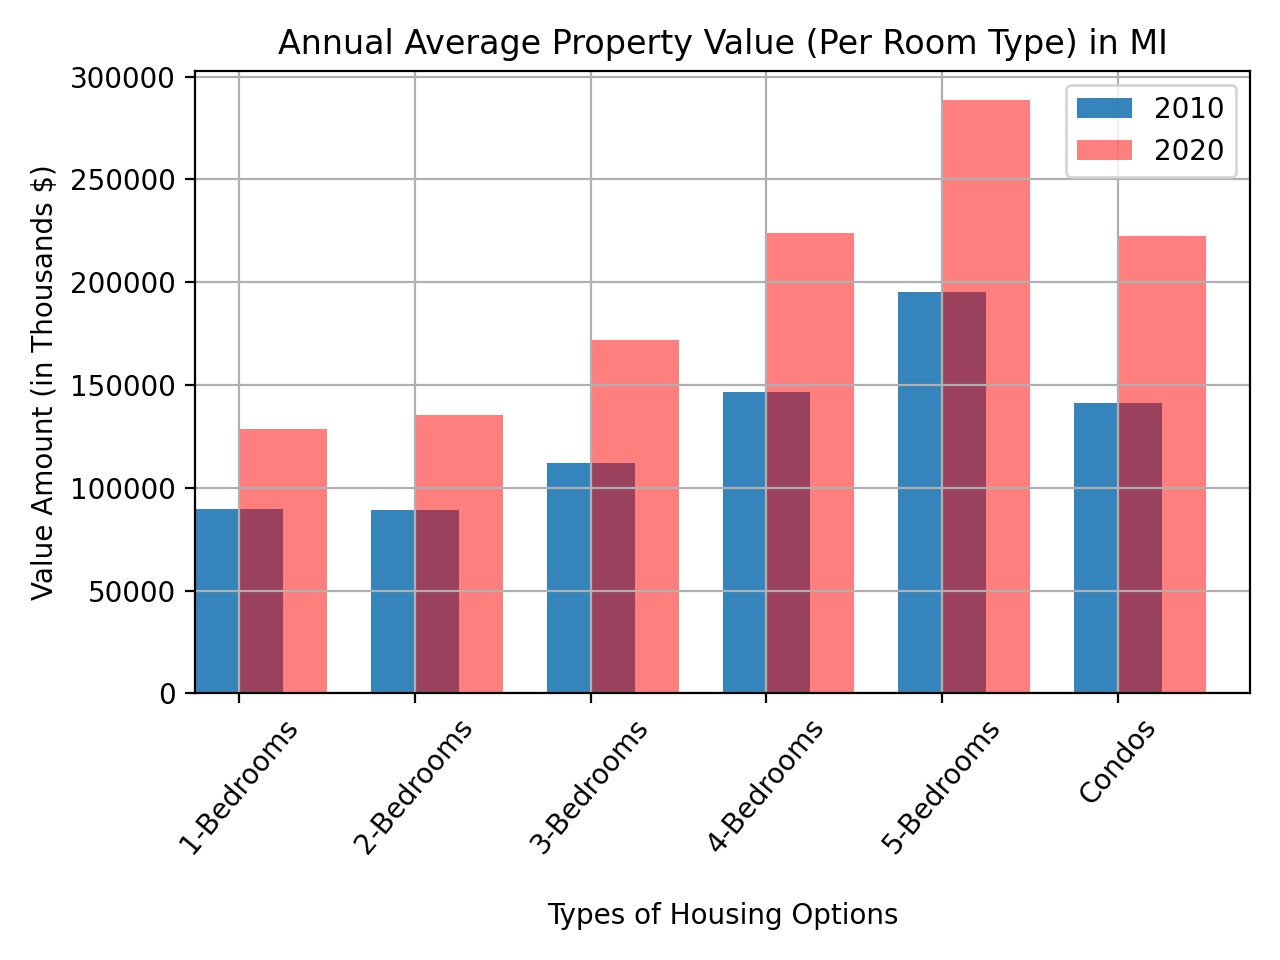 Annual Average Property Value (Per Room Type) in MI
300000
250000
200000
150000
100000
50000
0
Value Amount (in Thousands $)
2010
2020
1-Bedrooms
2-Bedrooms
3-Bedrooms
4-Bedrooms
5-Bedrooms
Condos
Types of Housing Options